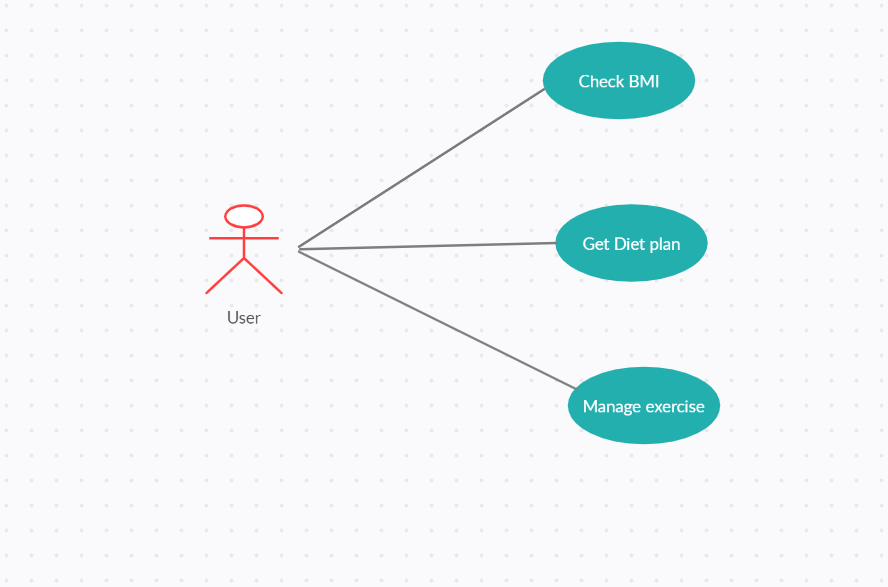 Check BMI
Get Diet plan
User
Manage exercise